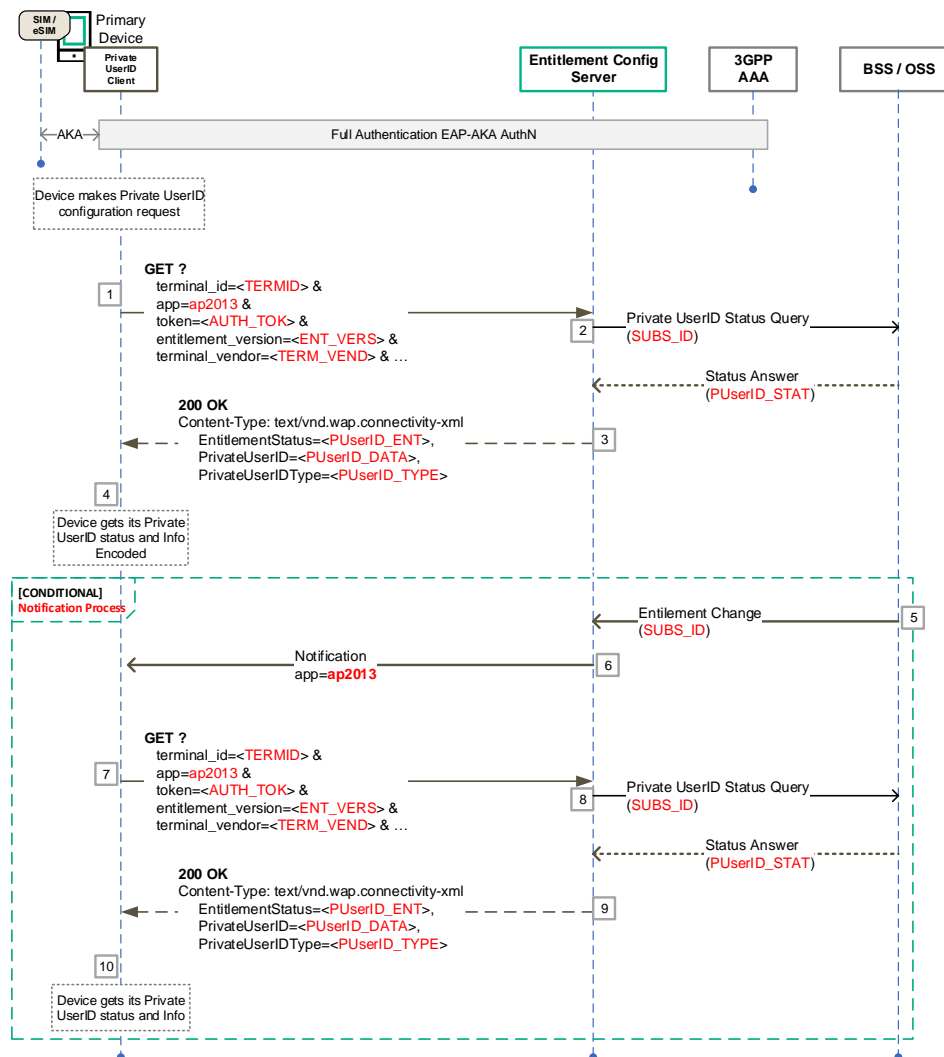 SIM /
eSIM
Primary
Device
Private
UserID
Client
Entitlement Config
Server
3GPP
AAA
BSS / OSS
AKA
Full Authentication EAP-AKA AuthN
Device makes Private UserID
configuration request
GET ?
1
terminal_id=<TERMID> &
app=ap2013 &
token=<AUTH_TOK> &
entitlement_version=<ENT_VERS> &
terminal_vendor=<TERM_VEND> & ...
2
Private UserID Status Query
(SUBS_ID)
Status Answer
(PUserID_STAT)
200 OK
Content-Type: text/vnd.wap.connectivity-xml
EntitlementStatus=<PUserID_ENT>,
PrivateUserID=<PUserID_DATA>,
PrivateUserIDType=<PUserID_TYPE>
3
4
Device gets its Private
UserID status and Info
Encoded
[CONDITIONAL]
Notification Process
Entilement Change
(SUBS_ID)
5
Notification
app=ap2013
6
GET ?
7
terminal_id=<TERMID> &
app=ap2013 &
token=<AUTH_TOK> &
entitlement_version=<ENT_VERS> &
terminal_vendor=<TERM_VEND> & ...
8
Private UserID Status Query
(SUBS_ID)
Status Answer
(PUserID_STAT)
200 OK
Content-Type: text/vnd.wap.connectivity-xml
EntitlementStatus=<PUserID_ENT>,
PrivateUserID=<PUserID_DATA>,
PrivateUserIDType=<PUserID_TYPE>
9
10
Device gets its Private
UserID status and Info